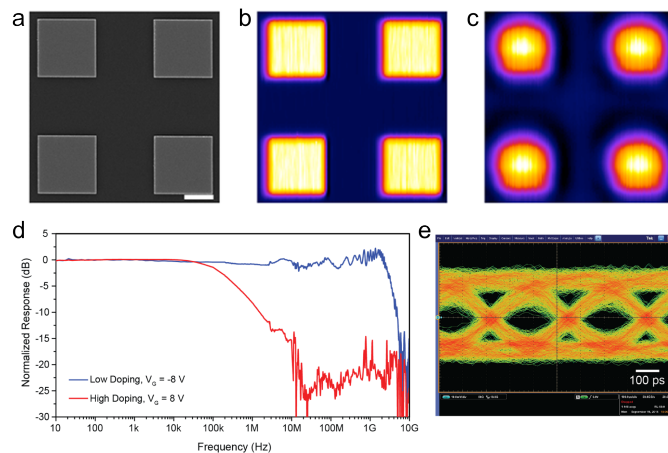 a
b
c
d
e
Normalized Response (dB)
5
0
-5
-10
-15
-20
-25
-30
Low Doping, V_G = -8 V
High Doping, V_G = 8 V
10
100
1k
10k
100k
1M
10M
100M
1G
10G
Frequency (Hz)
Tek
100 ps